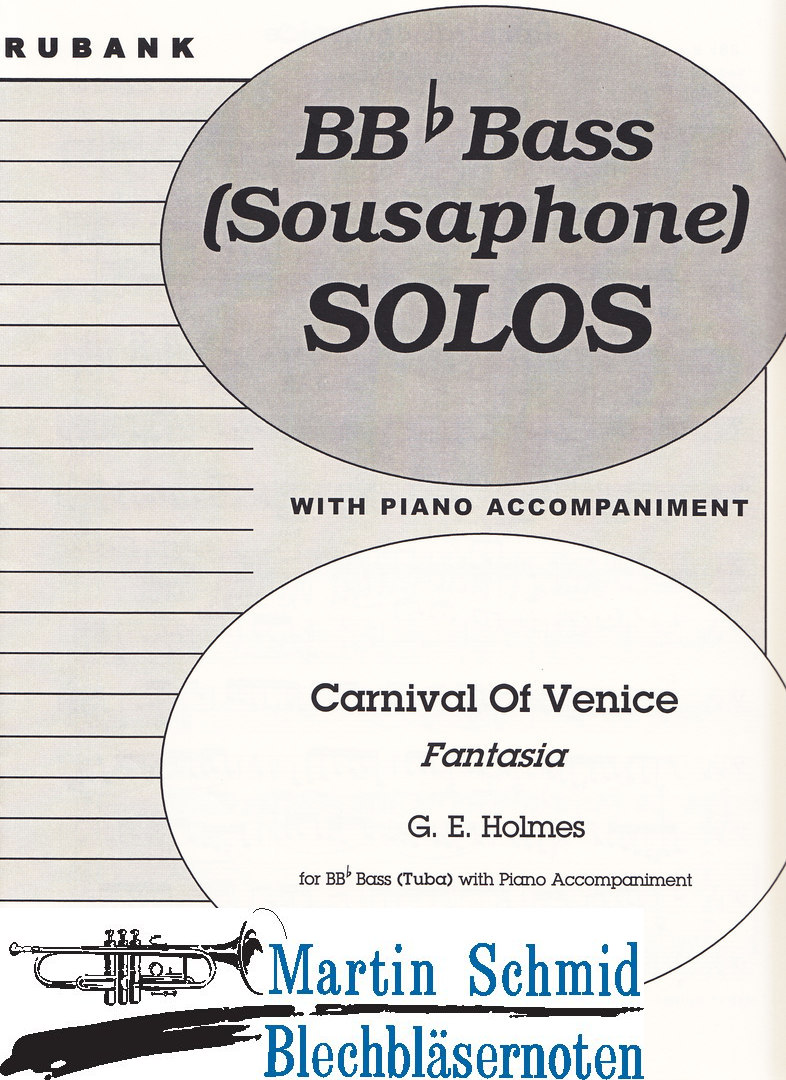 RUBANK
BB♭ Bass
(Sousaphone)
SOLOS
WITH PIANO ACCOMPANIMENT
Carnival Of Venice
Fantasia
G. E. Holmes
for BB♭ Bass (Tuba) with Piano Accompaniment
Martin Schmid
Blechbläsernoten